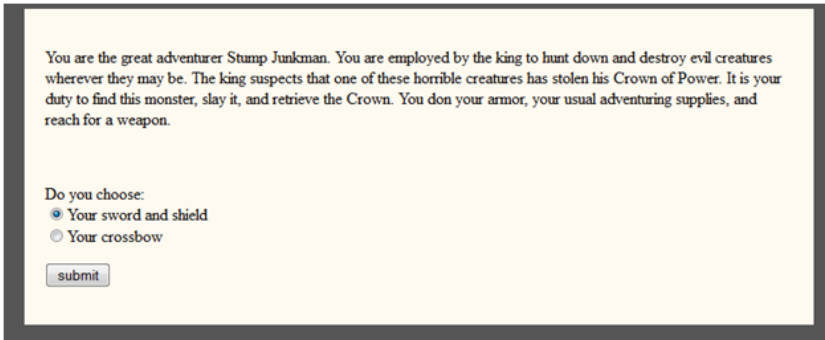 You are the great adventurer Stump Junkman. You are employed by the king to hunt down and destroy evil creatures
wherever they may be. The king suspects that one of these horrible creatures has stolen his Crown of Power. It is your
duty to find this monster, slay it, and retrieve the Crown. You don your armor, your usual adventuring supplies, and
reach for a weapon.
Do you choose:
Your sword and shield
Your crossbow
submit